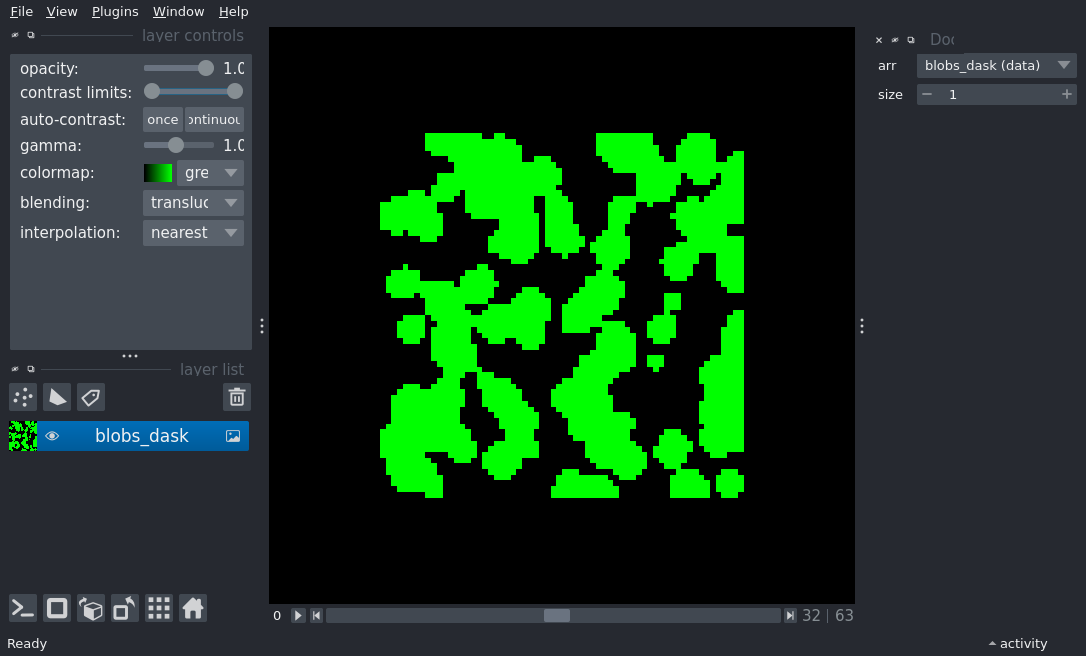 File View Plugins Window Help
layer controls
opacity: 1.0
contrast limits:
auto-contrast: once ontinuou
gamma: 1.0
colormap: gre
blending: transluc
interpolation: nearest
layer list
blobs_dask
0 32 | 63
Ready
Doc
arr blobs_dask (data)
size 1
activity